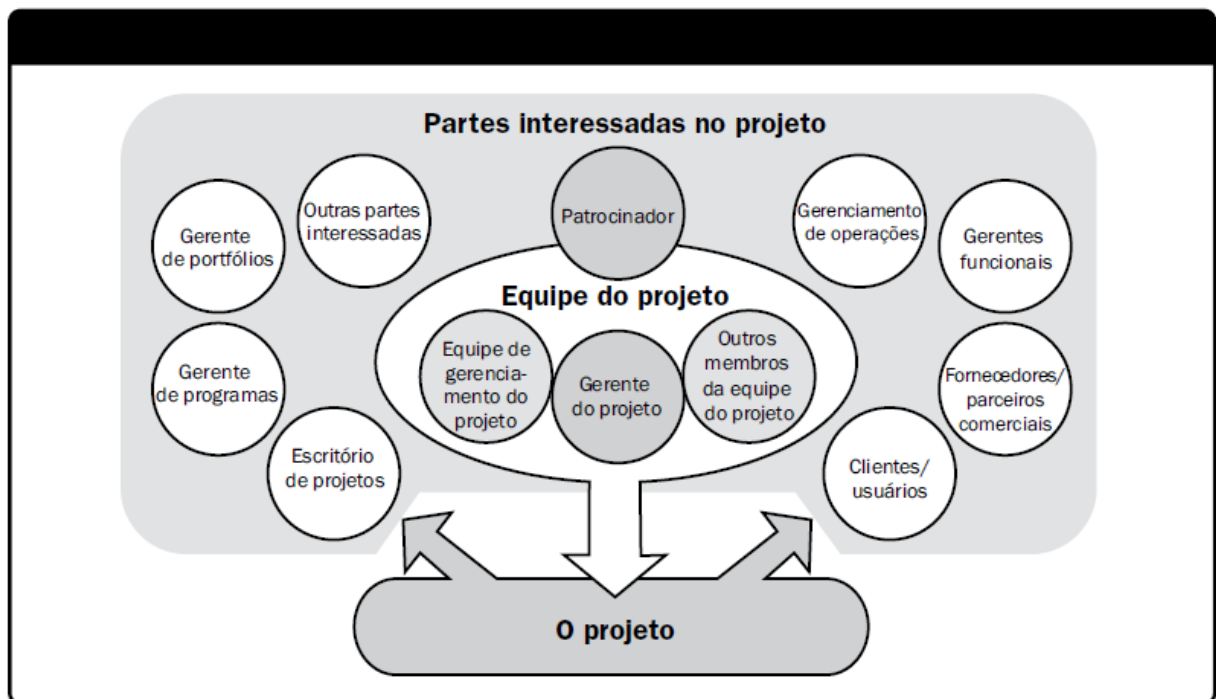 Partes interessadas no projeto
Patrocinador
Outras partes
interessadas
Gerente
de portfólios
Gerente
de programas
Escritório
de projetos
Gerenciamento
de operações
Gerentes
funcionais
Fornecedores/
parceiros
comerciais
Clientes/
usuários
Equipe do projeto
Equipe de
gerencia-
mento do
projeto
Gerente
do projeto
Outros
membros
da equipe
do projeto
O projeto